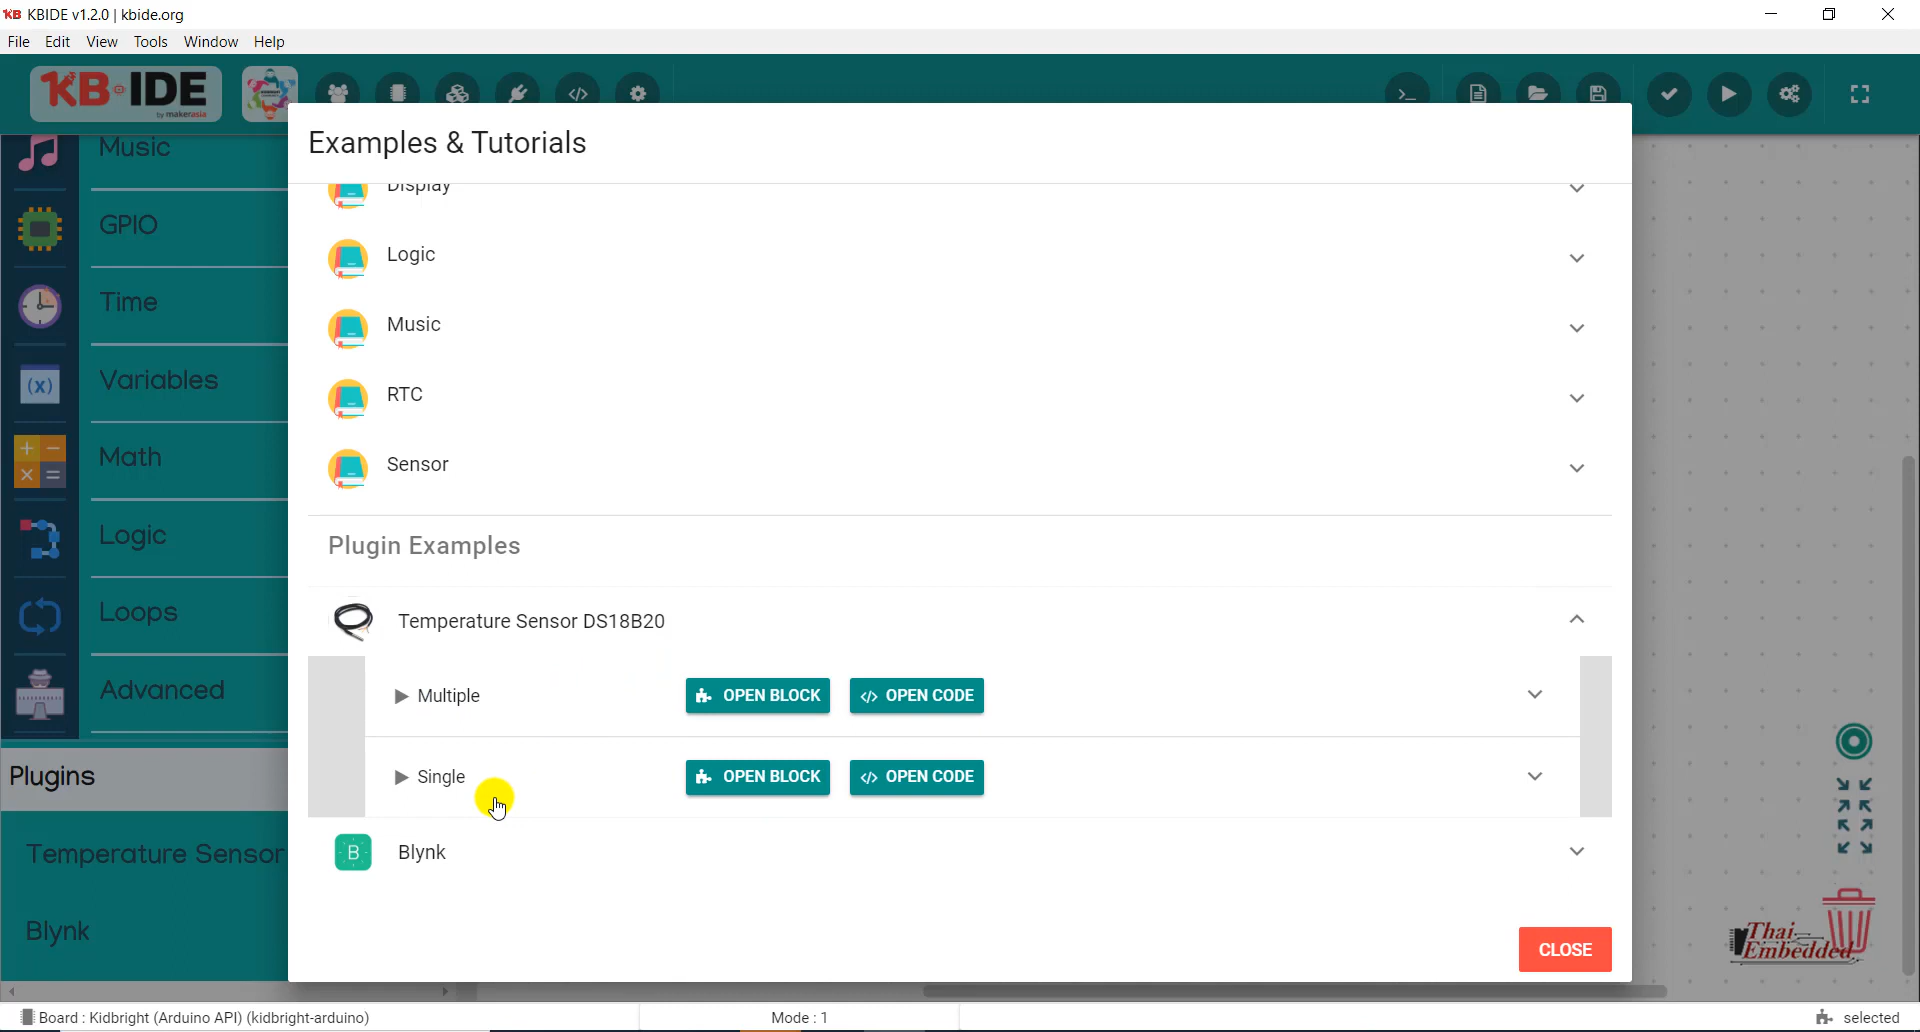 KB KBIDE v1.2.0 | kbide.org
File Edit View Tools Window Help
KB IDE
by makerasia
Examples & Tutorials
Music
Display
GPIO
Logic
Time
Music
Variables
RTC
Math
Sensor
Logic
Plugin Examples
Loops
Temperature Sensor DS18B20
Advanced
Multiple OPEN BLOCK </> OPEN CODE
Plugins
Single OPEN BLOCK </> OPEN CODE
Temperature Sensor
B Blynk
Blynk
CLOSE
Thai
Embedded
Board : Kidbright (Arduino API) (kidbright-arduino) Mode : 1 selected